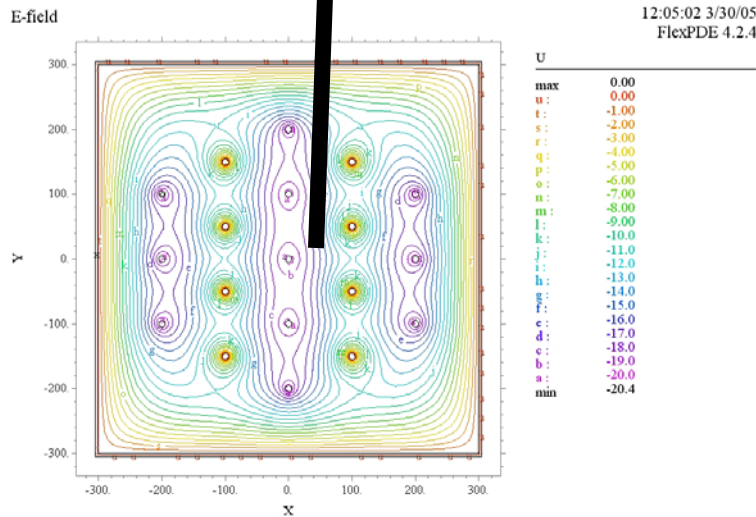 E-field
12:05:02 3/30/05
FlexPDE 4.2.4
U
max 0.00
u : 0.00
t : -1.00
s : -2.00
r : -3.00
q : -4.00
p : -5.00
o : -6.00
n : -7.00
m : -8.00
l : -9.00
k : -10.0
j : -11.0
i : -12.0
h : -13.0
g : -14.0
f : -15.0
e : -16.0
d : -17.0
c : -18.0
b : -19.0
a : -20.0
min -20.4
300.
200.
100.
0.
-100.
-200.
-300.
Y
-300. -200. -100. 0. 100. 200. 300.
X